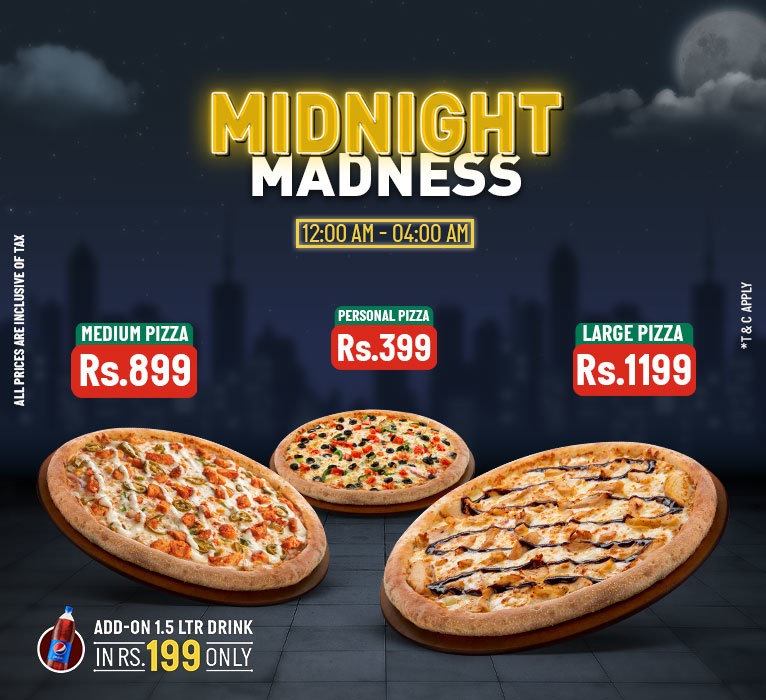 MIDNIGHT
MADNESS
12:00 AM - 04:00 AM
ALL PRICES ARE INCLUSIVE OF TAX
*T & C APPLY
MEDIUM PIZZA
Rs.899
PERSONAL PIZZA
Rs.399
LARGE PIZZA
Rs.1199
ADD-ON 1.5 LTR DRINK
IN RS.199 ONLY